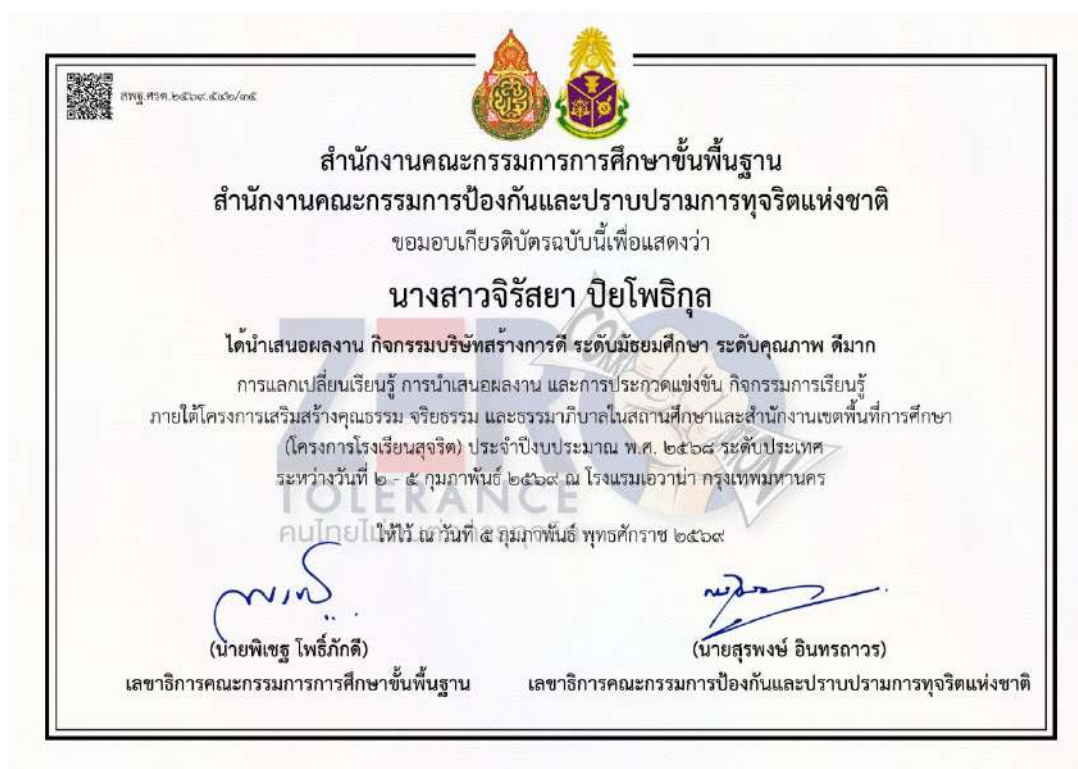 สพฐ.ศรต.๒๕๖๙.๕๘๒/๓๕
สำนักงานคณะกรรมการการศึกษาขั้นพื้นฐาน
สำนักงานคณะกรรมการป้องกันและปราบปรามการทุจริตแห่งชาติ
ขอมอบเกียรติบัตรฉบับนี้เพื่อแสดงว่า
นางสาวจิรัสยา ปิยโพธิกุล
ได้นำเสนอผลงาน กิจกรรมบริษัทสร้างการดี ระดับมัธยมศึกษา ระดับคุณภาพ ดีมาก
การแลกเปลี่ยนเรียนรู้ การนำเสนอผลงาน และการประกวดแข่งขัน กิจกรรมการเรียนรู้
ภายใต้โครงการเสริมสร้างคุณธรรม จริยธรรม และธรรมาภิบาลในสถานศึกษาและสำนักงานเขตพื้นที่การศึกษา
(โครงการโรงเรียนสุจริต) ประจำปีงบประมาณ พ.ศ. ๒๕๖๘ ระดับประเทศ
ระหว่างวันที่ ๒ - ๕ กุมภาพันธ์ ๒๕๖๙ ณ โรงแรมเอวาน่า กรุงเทพมหานคร
ZERO
TOLERANCE
คนไทยไม่
ให้ไว้ ณ วันที่ ๕ กุมภาพันธ์ พุทธศักราช ๒๕๖๙
(นายพิเชฐ โพธิ์ภักดี)
(นายสุรพงษ์ อินทรถาวร)
เลขาธิการคณะกรรมการการศึกษาขั้นพื้นฐาน
เลขาธิการคณะกรรมการป้องกันและปราบปรามการทุจริตแห่งชาติ